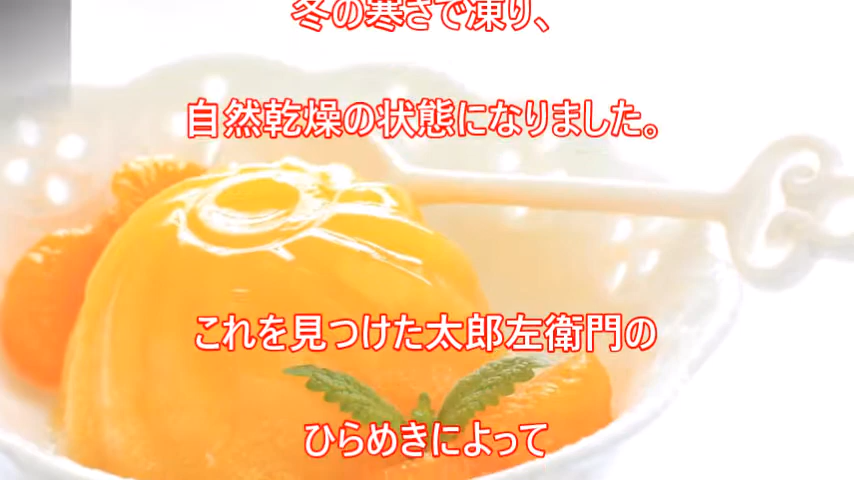 冬の寒さで凍り、
自然乾燥の状態になりました。
これを見つけた太郎左衛門の
ひらめきによって